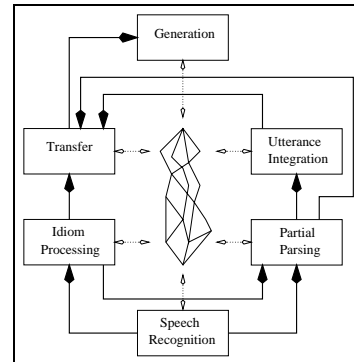 Generation
Transfer
Utterance
Integration
Idiom
Processing
Partial
Parsing
Speech
Recognition